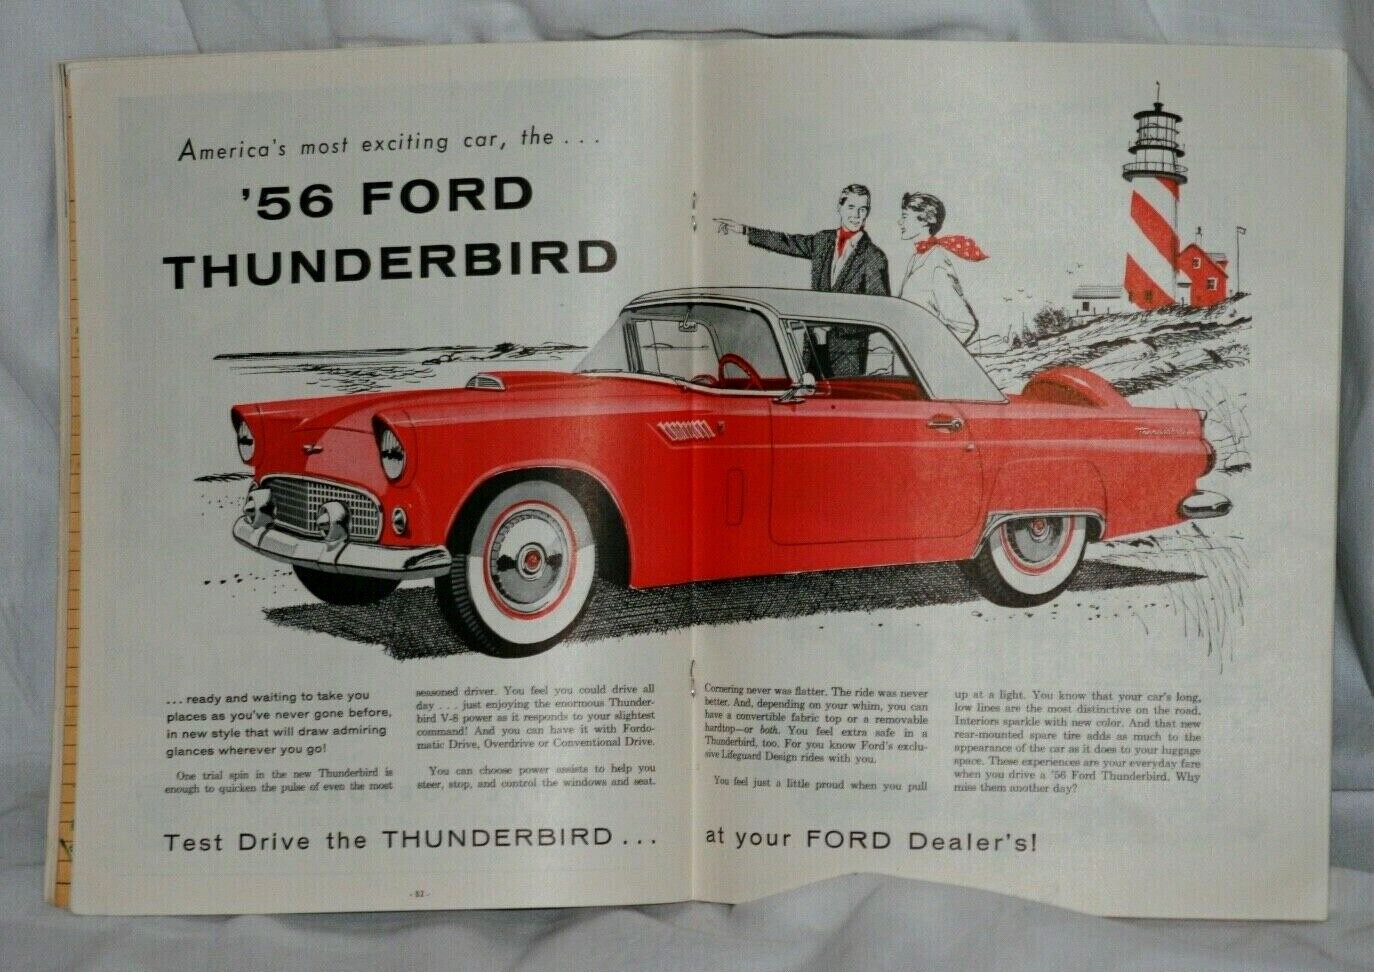 America's most exciting car, the . . .
'56 FORD
THUNDERBIRD
Thunderbird
. . . ready and waiting to take you
places as you've never gone before,
in new style that will draw admiring
glances wherever you go!
One trial spin in the new Thunderbird is
enough to quicken the pulse of even the most
seasoned driver. You feel you could drive all
day . . . just enjoying the enormous Thunder-
bird V-8 power as it responds to your slightest
command! And you can have it with Fordo-
matic Drive, Overdrive or Conventional Drive.
You can choose power assists to help you
steer, stop, and control the windows and seat.
Cornering never was flatter. The ride was never
better. And, depending on your whim, you can
have a convertible fabric top or a removable
hardtop—or both. You feel extra safe in a
Thunderbird, too. For you know Ford's exclu-
sive Lifeguard Design rides with you.
You feel just a little proud when you pull
up at a light. You know that your car's long,
low lines are the most distinctive on the road.
Interiors sparkle with new color. And that new
rear-mounted spare tire adds as much to the
appearance of the car as it does to your luggage
space. These experiences are your everyday fare
when you drive a '56 Ford Thunderbird. Why
miss them another day?
Test Drive the THUNDERBIRD . . . at your FORD Dealer's!
- 52 -